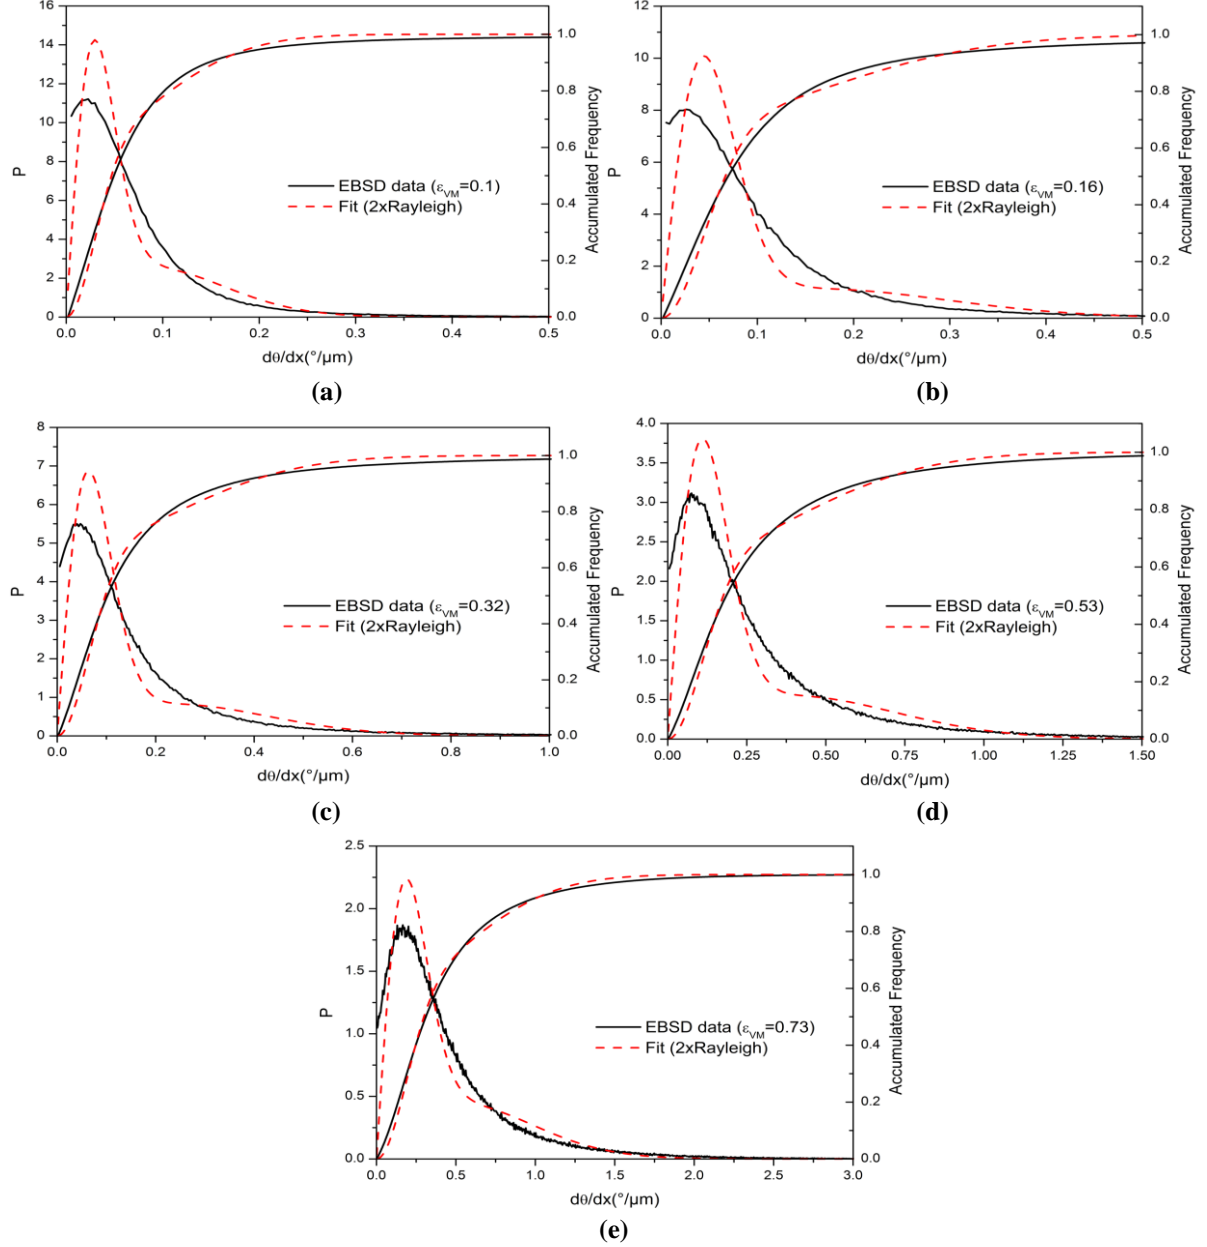 16
14
12
10
8
6
4
2
0
P
1.0
0.8
0.6
0.4
0.2
0.0
Accumulated Frequency
EBSD data (εVM=0.1)
Fit (2xRayleigh)
0.0 0.1 0.2 0.3 0.4 0.5
dθ/dx(°/µm)
(a)
12
10
8
6
4
2
0
P
1.0
0.8
0.6
0.4
0.2
0.0
Accumulated Frequency
EBSD data (εVM=0.16)
Fit (2xRayleigh)
0.0 0.1 0.2 0.3 0.4 0.5
dθ/dx(°/µm)
(b)
8
7
6
5
4
3
2
1
0
P
1.0
0.8
0.6
0.4
0.2
0.0
Accumulated Frequency
EBSD data (εVM=0.32)
Fit (2xRayleigh)
0.0 0.2 0.4 0.6 0.8 1.0
dθ/dx(°/µm)
(c)
4.0
3.5
3.0
2.5
2.0
1.5
1.0
0.5
0.0
P
1.0
0.8
0.6
0.4
0.2
0.0
Accumulated Frequency
EBSD data (εVM=0.53)
Fit (2xRayleigh)
0.00 0.25 0.50 0.75 1.00 1.25 1.50
dθ/dx(°/µm)
(d)
2.5
2.0
1.5
1.0
0.5
0.0
P
1.0
0.8
0.6
0.4
0.2
0.0
Accumulated Frequency
EBSD data (εVM=0.73)
Fit (2xRayleigh)
0.0 0.5 1.0 1.5 2.0 2.5 3.0
dθ/dx(°/µm)
(e)